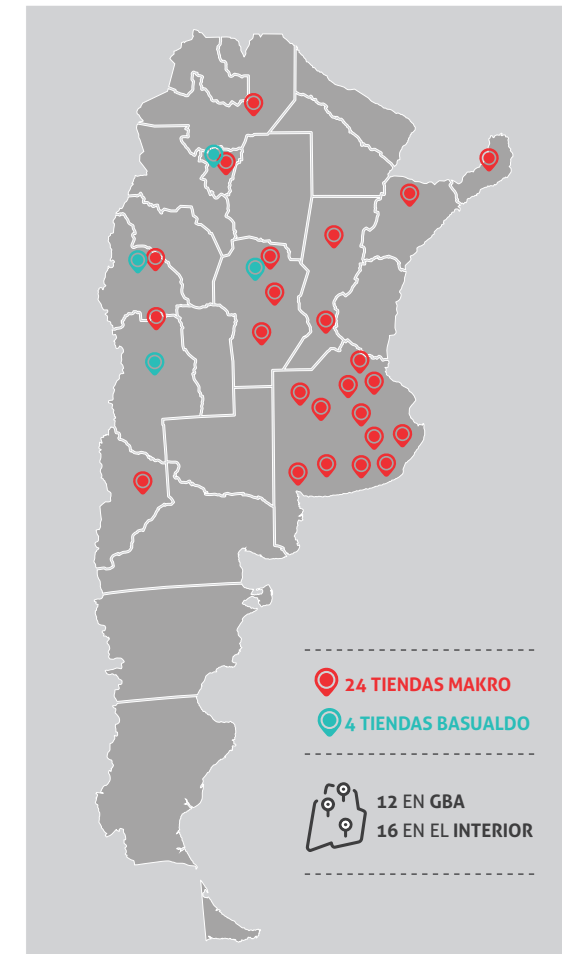 24 TIENDAS MAKRO
4 TIENDAS BASUALDO
12 EN GBA
16 EN EL INTERIOR